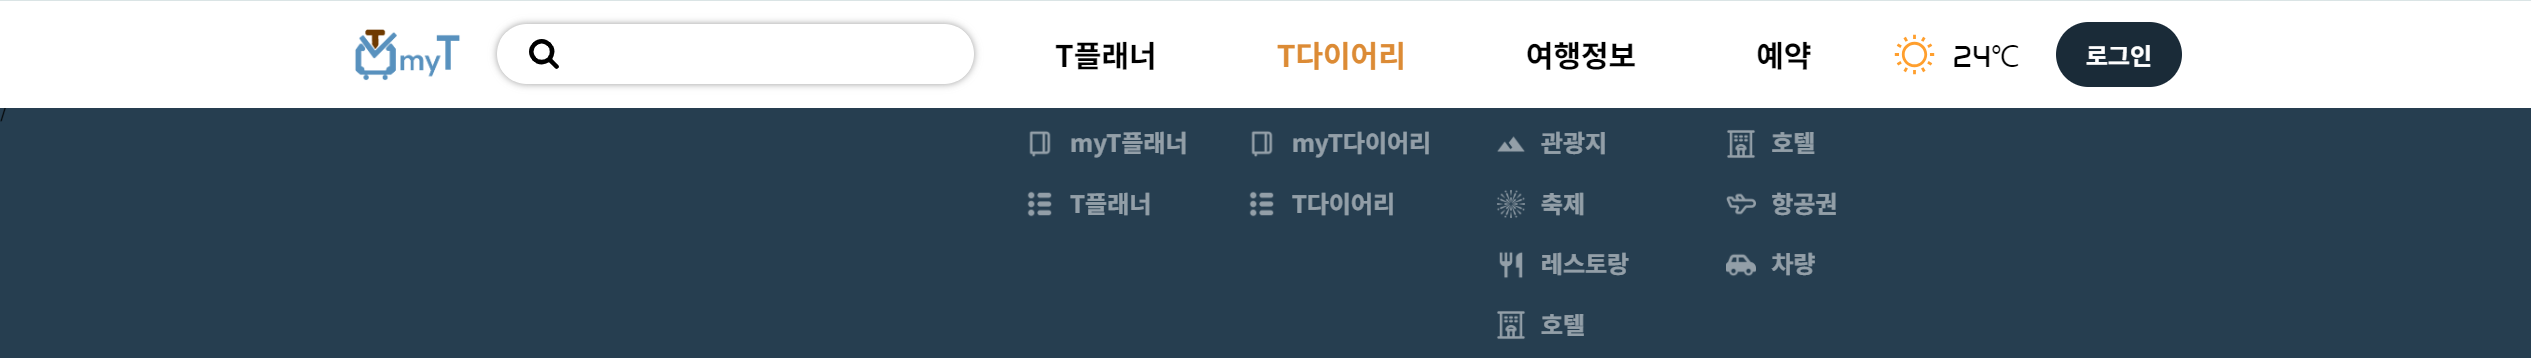 myT T플래너 T다이어리 여행정보 예약 24℃ 로그인
/
myT플래너 myT다이어리 관광지 호텔
T플래너 T다이어리 축제 항공권
레스토랑 차량
호텔